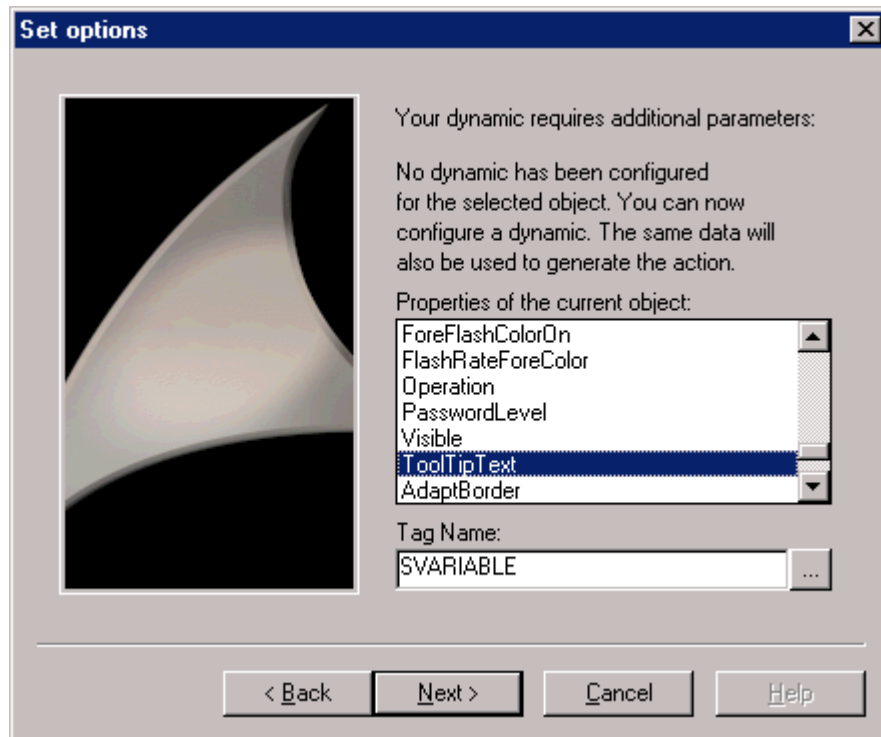 Set options
Your dynamic requires additional parameters:
No dynamic has been configured
for the selected object. You can now
configure a dynamic. The same data will
also be used to generate the action.
Properties of the current object:
ForeFlashColorOn
FlashRateForeColor
Operation
PasswordLevel
Visible
ToolTipText
AdaptBorder
Tag Name:
SVARIABLE
...
< Back
Next >
Cancel
Help